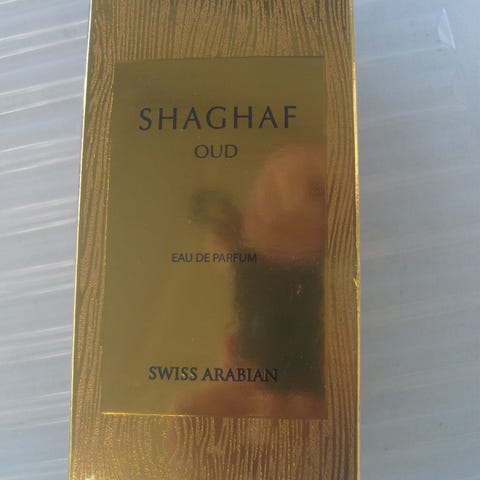 SHAGHAF
OUD
EAU DE PARFUM
SWISS ARABIAN